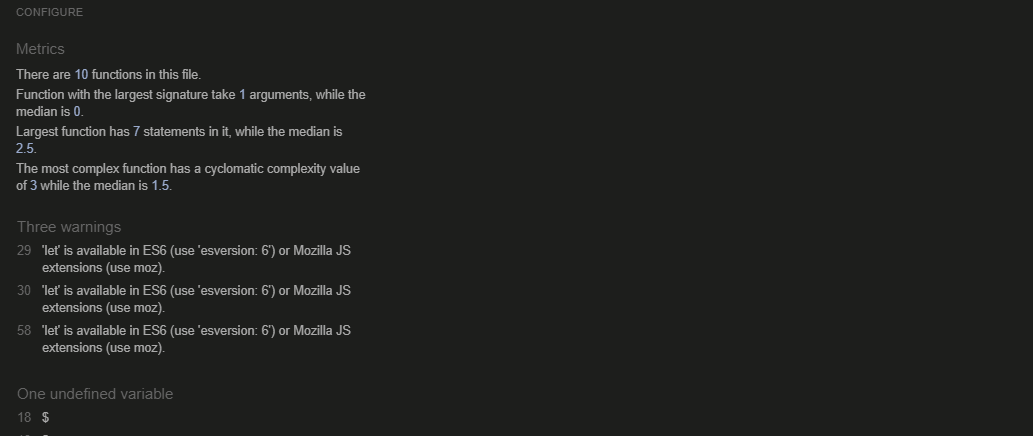 CONFIGURE
Metrics
There are 10 functions in this file.
Function with the largest signature take 1 arguments, while the
median is 0.
Largest function has 7 statements in it, while the median is
2.5.
The most complex function has a cyclomatic complexity value
of 3 while the median is 1.5.
Three warnings
29 'let' is available in ES6 (use 'esversion: 6') or Mozilla JS
extensions (use moz).
30 'let' is available in ES6 (use 'esversion: 6') or Mozilla JS
extensions (use moz).
58 'let' is available in ES6 (use 'esversion: 6') or Mozilla JS
extensions (use moz).
One undefined variable
18 $